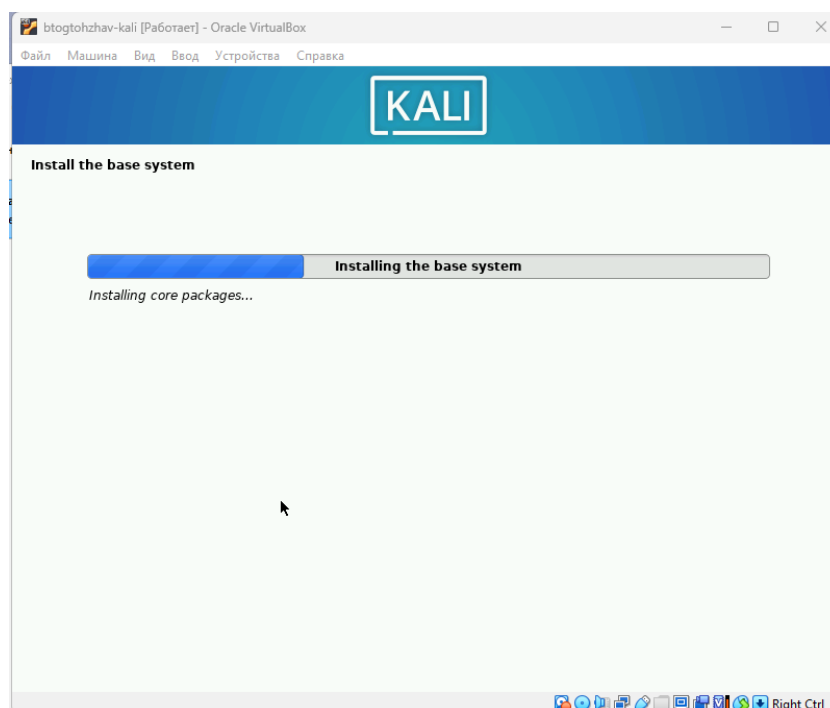 btogtohzhav-kali [Работает] - Oracle VirtualBox
Файл Машина Вид Ввод Устройства Справка
KALI
Install the base system
Installing the base system
Installing core packages...
Right Ctrl